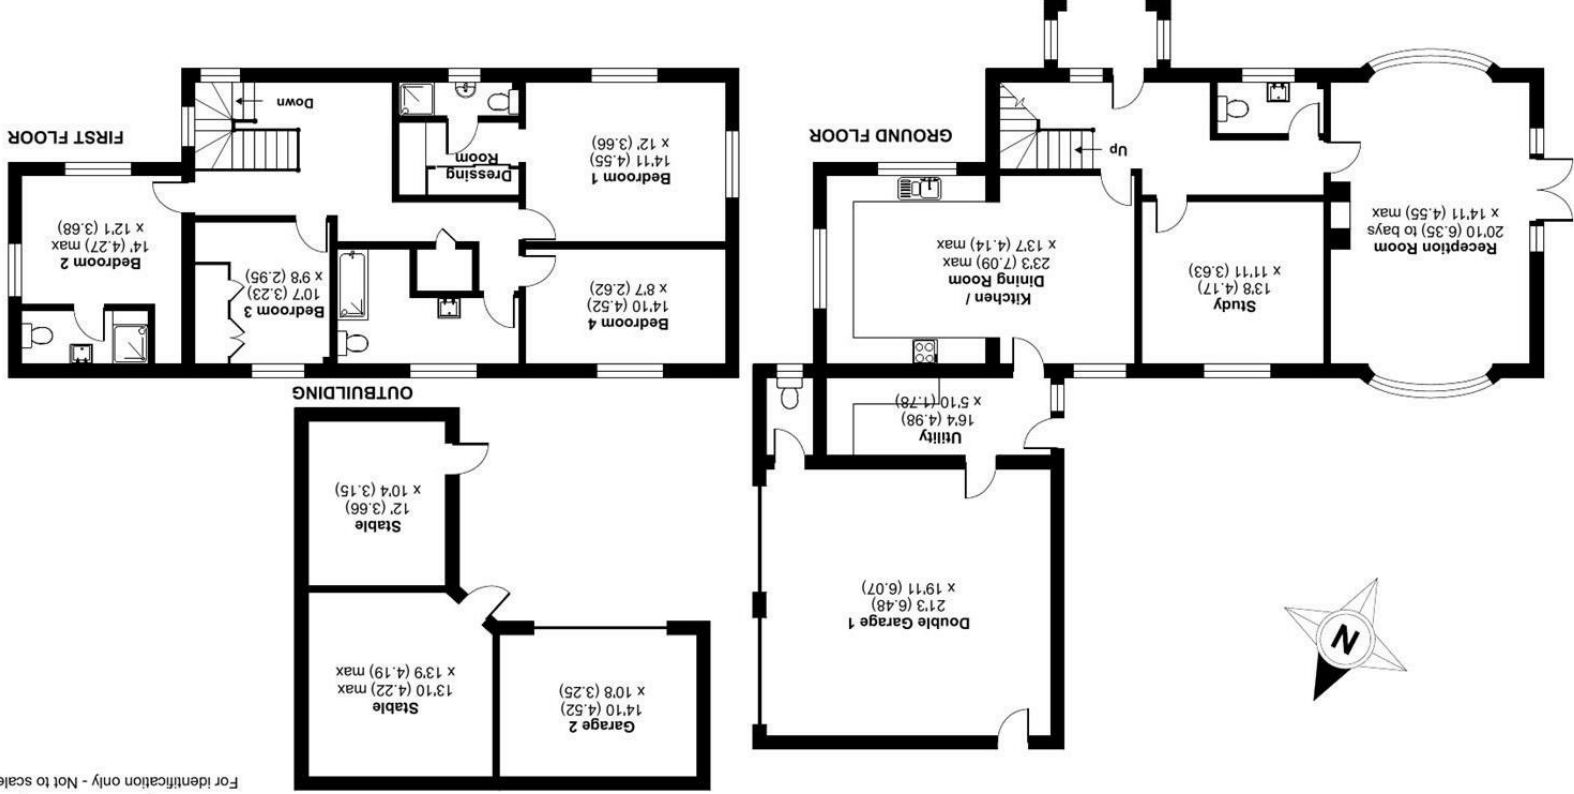 For identification only - Not to scale
Garage 2
14'10 (4.52)
x 10'8 (3.25)
Stable
13'10 (4.22) max
x 13'9 (4.19) max
Stable
12' (3.66)
x 10'4 (3.15)
OUTBUILDING
N
Double Garage 1
21'3 (6.48)
x 19'11 (6.07)
Utility
16'4 (4.98)
x 5'10 (1.78)
Reception Room
20'10 (6.35) to bays
x 14'11 (4.55) max
Study
13'8 (4.17)
x 11'11 (3.63)
Kitchen /
Dining Room
23'3 (7.09) max
x 13'7 (4.14) max
Up
GROUND FLOOR
Bedroom 4
14'10 (4.52)
x 8'7 (2.62)
Bedroom 3
10'7 (3.23)
x 9'8 (2.95)
Bedroom 2
14' (4.27) max
x 12'1 (3.68)
Bedroom 1
14'11 (4.55)
x 12' (3.66)
Dressing
Room
Down
FIRST FLOOR